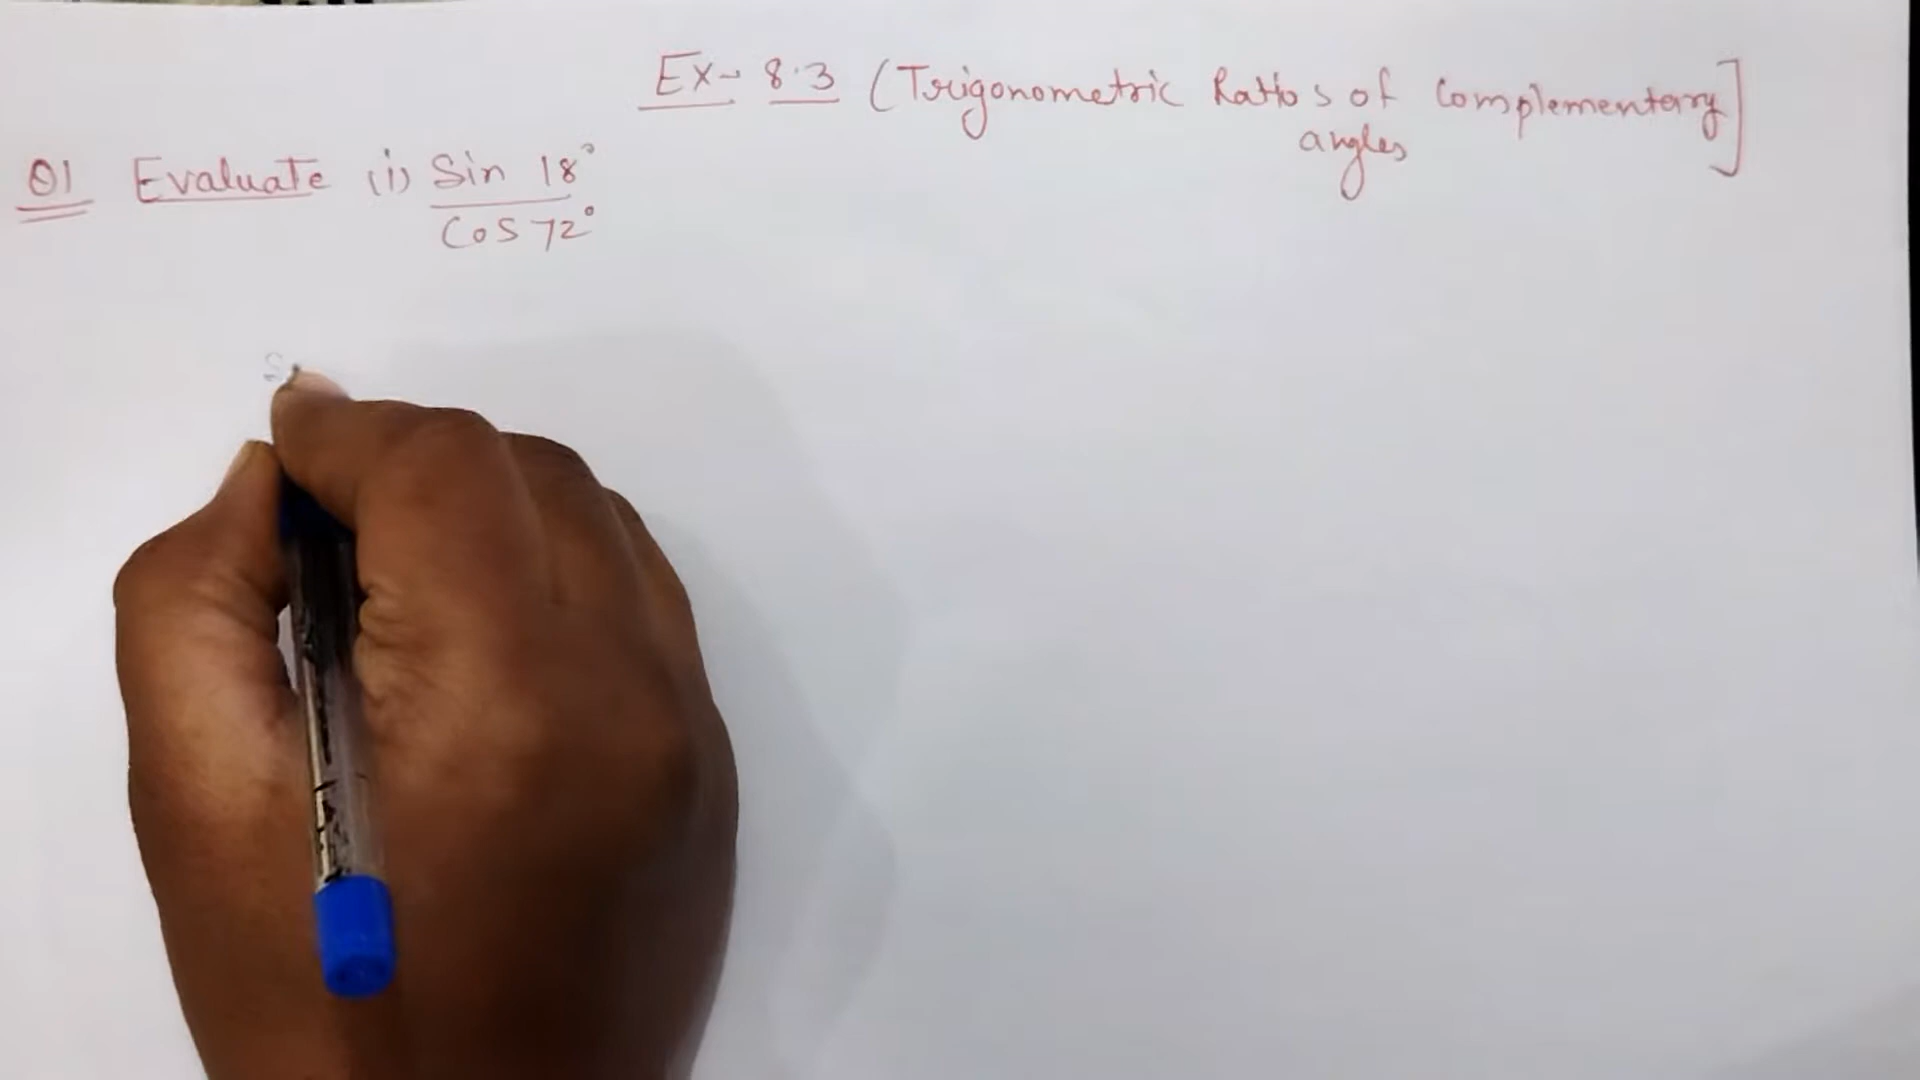 Ex- 8.3 (Trigonometric Ratios of Complementary
angles]
Q1 Evaluate (i) Sin 18°
Cos 72°
S